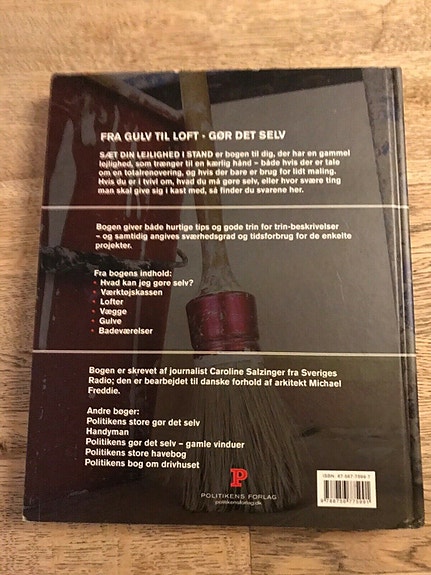 FRA GULV TIL LOFT · GØR DET SELV
SÆT DIN LEJLIGHED I STAND er bogen til dig, der har en gammel
lejlighed, som trænger til en kærlig hånd – både hvis der er tale
om en totalrenovering, og hvis der bare er brug for lidt maling.
Hvis du er i tvivl om, hvad du må gøre selv, eller hvor svære ting
man skal give sig i kast med, så finder du svarene her.
Bogen giver både hurtige tips og gode trin for trin-beskrivelser
– og samtidig angives sværhedsgrad og tidsforbrug for de enkelte
projekter.
Fra bogens indhold:
• Hvad kan jeg gøre selv?
• Værktøjskassen
• Lofter
• Vægge
• Gulve
• Badeværelser
Bogen er skrevet af journalist Caroline Salzinger fra Sveriges
Radio; den er bearbejdet til danske forhold af arkitekt Michael
Freddie.
Andre bøger:
Politikens store gør det selv
Handyman
Politikens gør det selv – gamle vinduer
Politikens store havebog
Politikens bog om drivhuset
P
POLITIKENS FORLAG
politikensforlag.dk
ISBN: